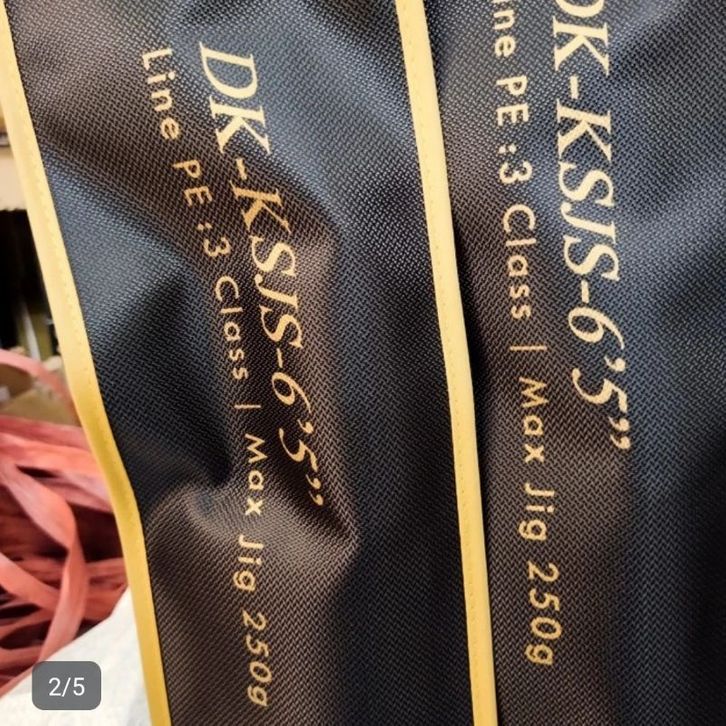 DK-KSJS-6'5"
Line PE :3 Class | Max Jig 250g
DK-KSJS-6'5"
ine PE :3 Class | Max Jig 250g
2/5